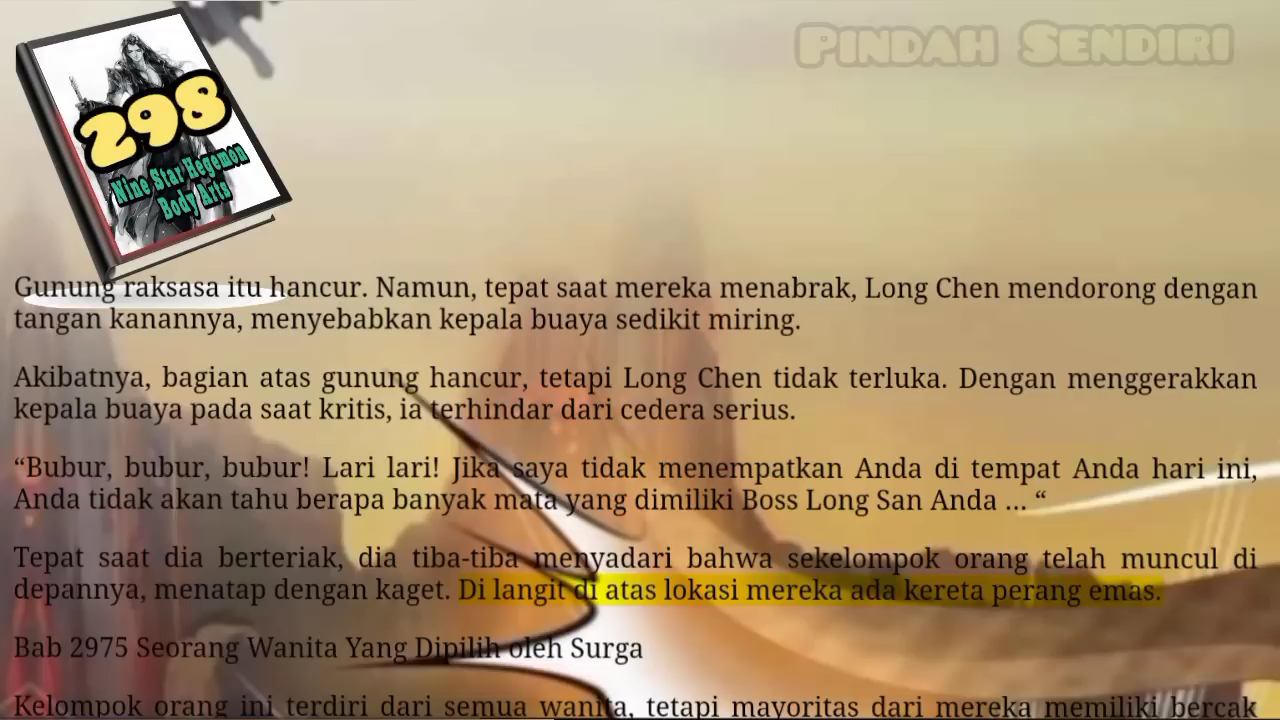 PINDAH SENDIRI
298
Nine Star Hegemon
Body Arts
Gunung raksasa itu hancur. Namun, tepat saat mereka menabrak, Long Chen mendorong dengan
tangan kanannya, menyebabkan kepala buaya sedikit miring.
Akibatnya, bagian atas gunung hancur, tetapi Long Chen tidak terluka. Dengan menggerakkan
kepala buaya pada saat kritis, ia terhindar dari cedera serius.
“Bubur, bubur, bubur! Lari lari! Jika saya tidak menempatkan Anda di tempat Anda hari ini,
Anda tidak akan tahu berapa banyak mata yang dimiliki Boss Long San Anda … “
Tepat saat dia berteriak, dia tiba-tiba menyadari bahwa sekelompok orang telah muncul di
depannya, menatap dengan kaget. Di langit di atas lokasi mereka ada kereta perang emas.
Bab 2975 Seorang Wanita Yang Dipilih oleh Surga
Kelompok orang ini terdiri dari semua wanita, tetapi mayoritas dari mereka memiliki bercak